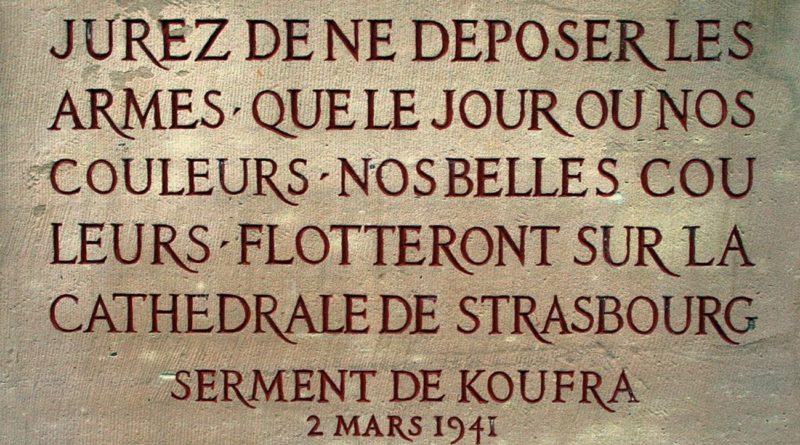 JUREZ DE NE DEPOSER LES
ARMES · QUE LE JOUR OU NOS
COULEURS · NOS BELLES COU
LEURS · FLOTTERONT SUR LA
CATHEDRALE DE STRASBOURG
SERMENT DE KOUFRA
2 MARS 1941